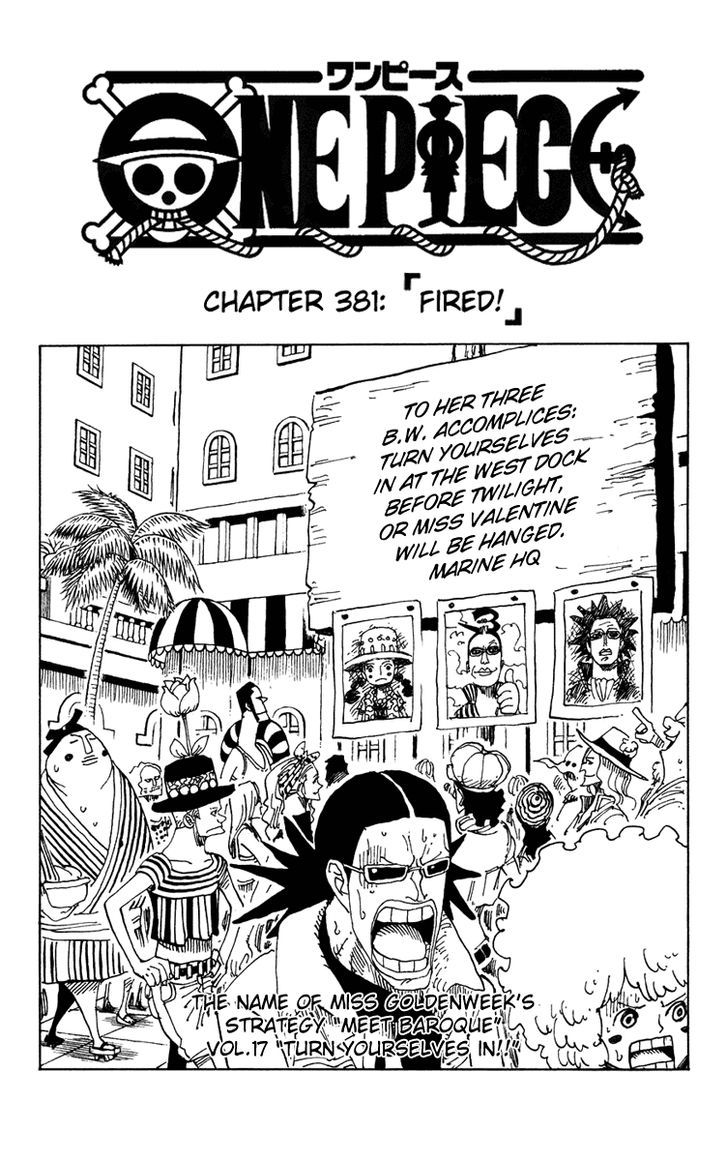 ワンピース
ONE PIECE
CHAPTER 381: 「FIRED!」
TO HER THREE
B.W. ACCOMPLICES:
TURN YOURSELVES
IN AT THE WEST DOCK
BEFORE TWILIGHT,
OR MISS VALENTINE
WILL BE HANGED.
MARINE HQ
THE NAME OF MISS GOLDENWEEK'S
STRATEGY "MEET BAROQUE"
VOL.17 "TURN YOURSELVES IN!!"